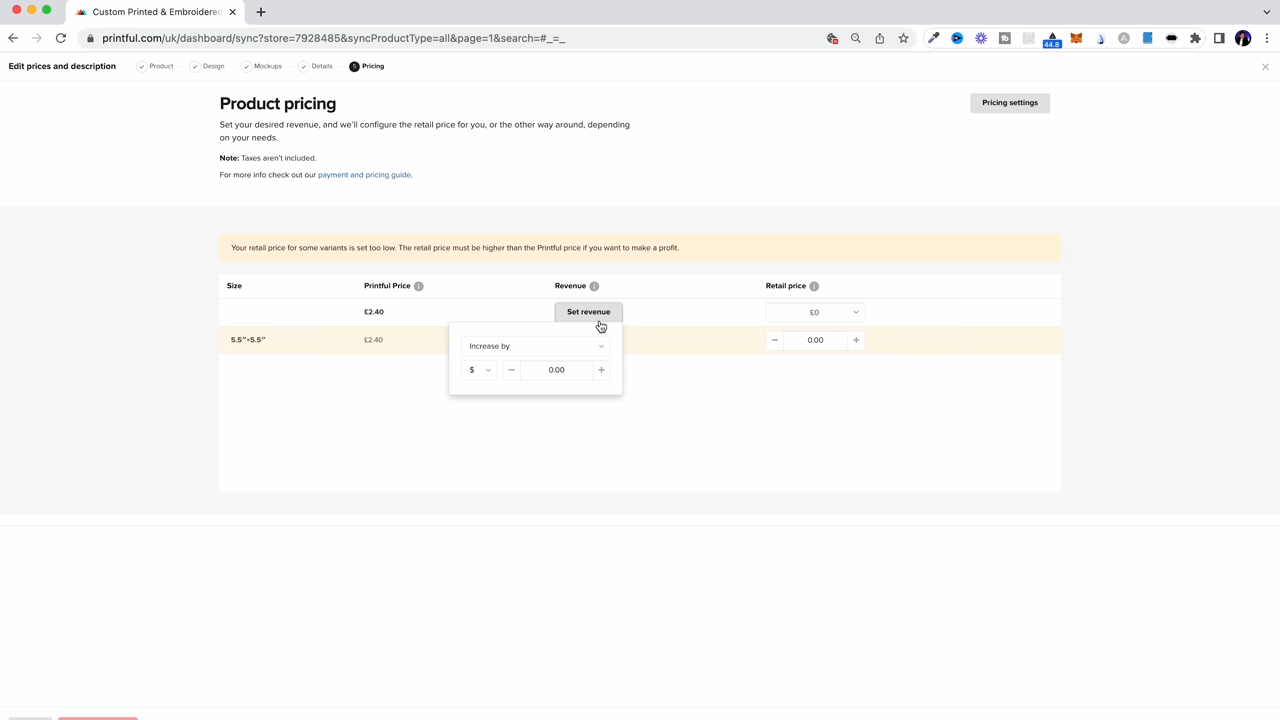 Custom Printed & Embroidered
printful.com/uk/dashboard/sync?store=7928485&syncProductType=all&page=1&search=#_=_
44.8
Edit prices and description
Product
Design
Mockups
Details
5
Pricing
Product pricing
Pricing settings
Set your desired revenue, and we'll configure the retail price for you, or the other way around, depending
on your needs.
Note: Taxes aren't included.
For more info check out our payment and pricing guide.
Your retail price for some variants is set too low. The retail price must be higher than the Printful price if you want to make a profit.
Size
Printful Price
Revenue
Retail price
£2.40
Set revenue
£0
5.5″×5.5″
£2.40
0.00
Increase by
$
0.00